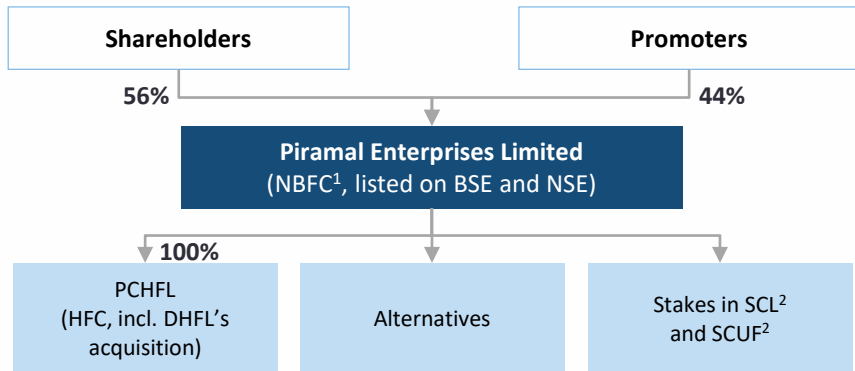 Shareholders
Promoters
56%
44%
Piramal Enterprises Limited
(NBFC¹, listed on BSE and NSE)
100%
PCHFL
(HFC, incl. DHFL’s
acquisition)
Alternatives
Stakes in SCL²
and SCUF²